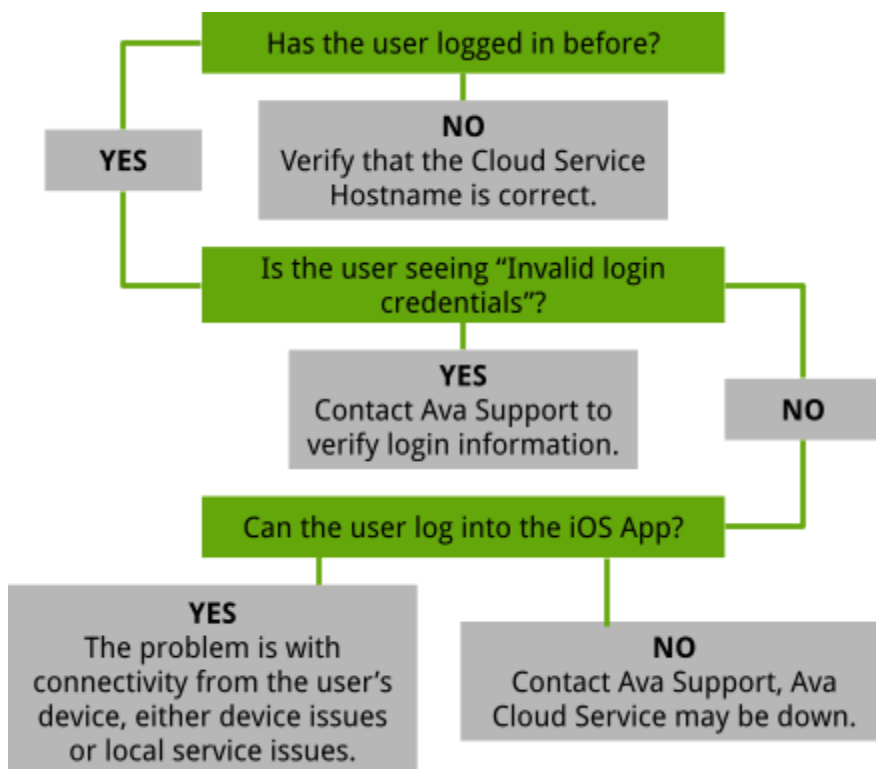 Has the user logged in before?
NO
Verify that the Cloud Service
Hostname is correct.
YES
Is the user seeing “Invalid login
credentials”?
YES
Contact Ava Support to
verify login information.
NO
Can the user log into the iOS App?
YES
The problem is with
connectivity from the user’s
device, either device issues
or local service issues.
NO
Contact Ava Support, Ava
Cloud Service may be down.